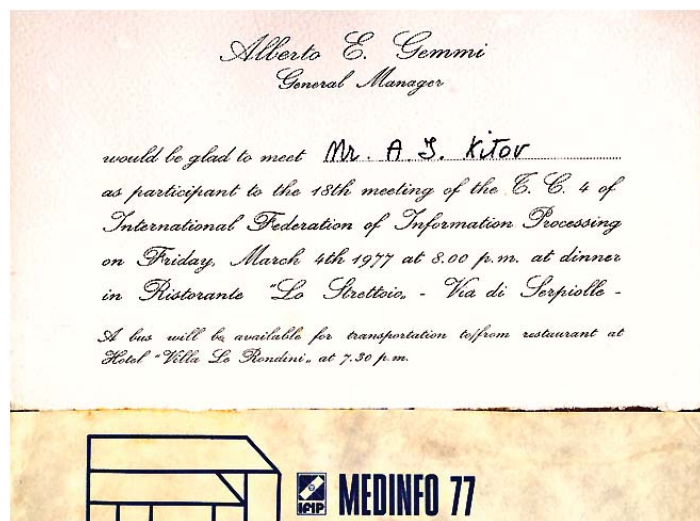 Alberto E. Gemmi
General Manager
would be glad to meet Mr. A I. Kitov
as participant to the 18th meeting of the T. C. 4 of
International Federation of Information Processing
on Friday, March 4th 1977 at 8.00 p.m. at dinner
in Ristorante "Lo Strettoio„ - Via di Serpiolle -
A bus will be available for transportation to/from restaurant at
Hotel "Villa Le Rondini„ at 7.30 p.m.
IFIP MEDINFO 77